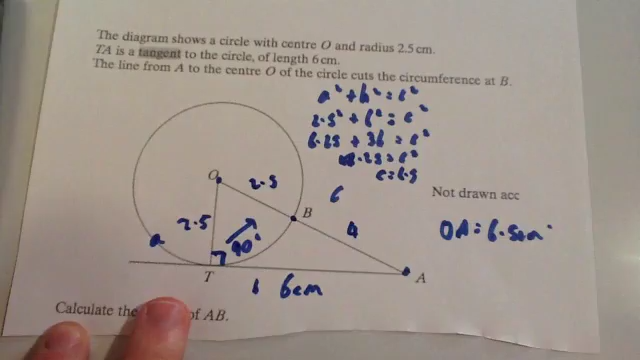 The diagram shows a circle with centre O and radius 2.5 cm.
TA is a tangent to the circle, of length 6 cm.
The line from A to the centre O of the circle cuts the circumference at B.
a² + b² = c²
2.5² + 6² = c²
6.25 + 36 = c²
42.25 = c²
c = 6.5
O
2.5
c
Not drawn acc
B
2.5
4
OA = 6.5cm
a
90°
T
b 6cm
A
Calculate the
of AB.